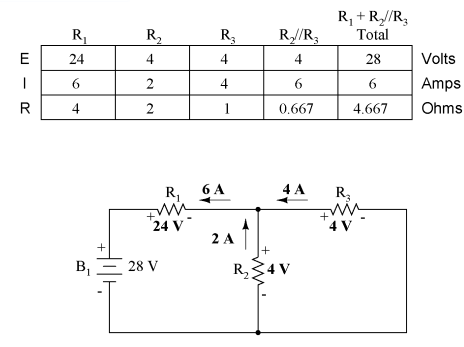 R1 + R2//R3
R1 R2 R3 R2//R3 Total
E 24 4 4 4 28 Volts
I 6 2 4 6 6 Amps
R 4 2 1 0.667 4.667 Ohms
R1 6 A 4 A R3
+ - + -
24 V 4 V
2 A
+ +
B1 28 V R2 4 V
- -